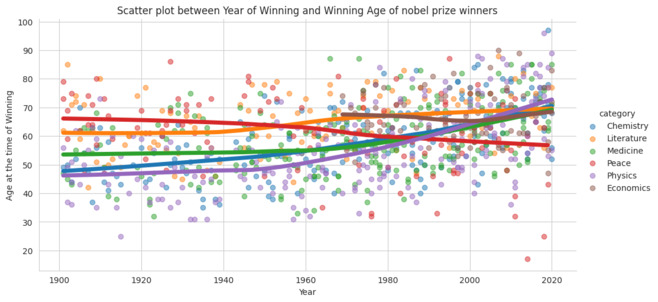 Scatter plot between Year of Winning and Winning Age of nobel prize winners
100
90
80
70
60
50
40
30
20
Age at the time of Winning
1900
1920
1940
1960
1980
2000
2020
Year
category
Chemistry
Literature
Medicine
Peace
Physics
Economics